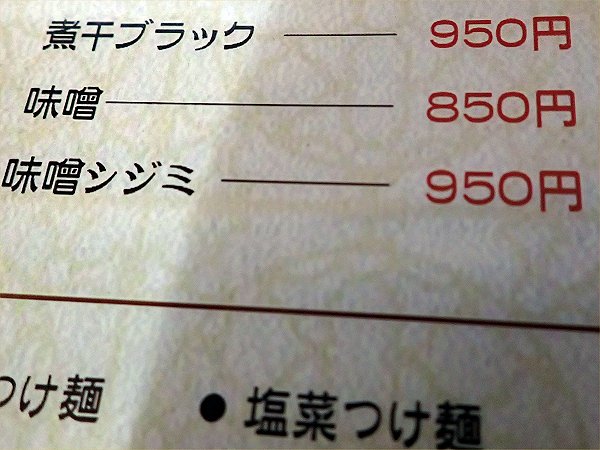 煮干ブラック 950円
味噌 850円
味噌シジミ 950円
つけ麺 ●塩菜つけ麺